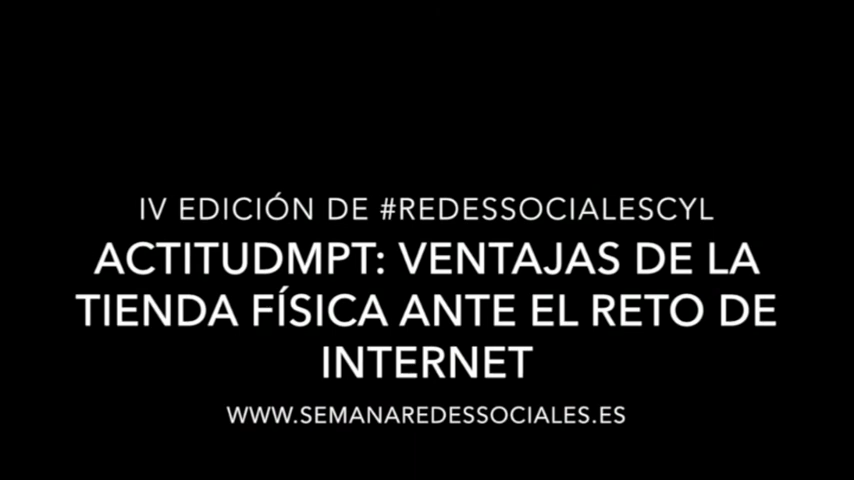 IV EDICIÓN DE #REDESSOCIALESCYL
ACTITUDMPT: VENTAJAS DE LA
TIENDA FÍSICA ANTE EL RETO DE
INTERNET
WWW.SEMANAREDESSOCIALES.ES